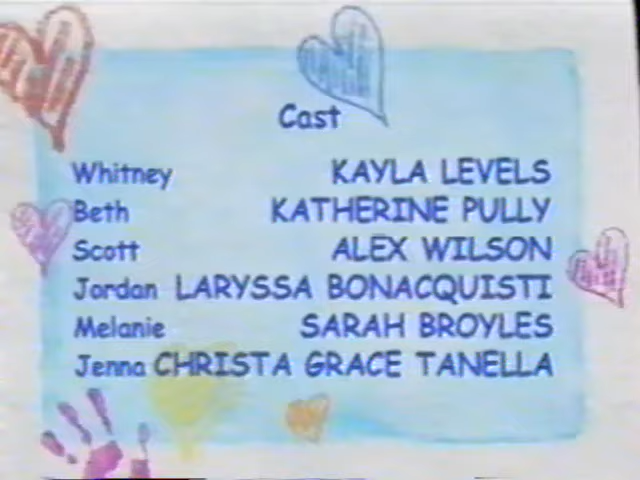 Cast
Whitney KAYLA LEVELS
Beth KATHERINE PULLY
Scott ALEX WILSON
Jordan LARYSSA BONACQUISTI
Melanie SARAH BROYLES
Jenna CHRISTA GRACE TANELLA